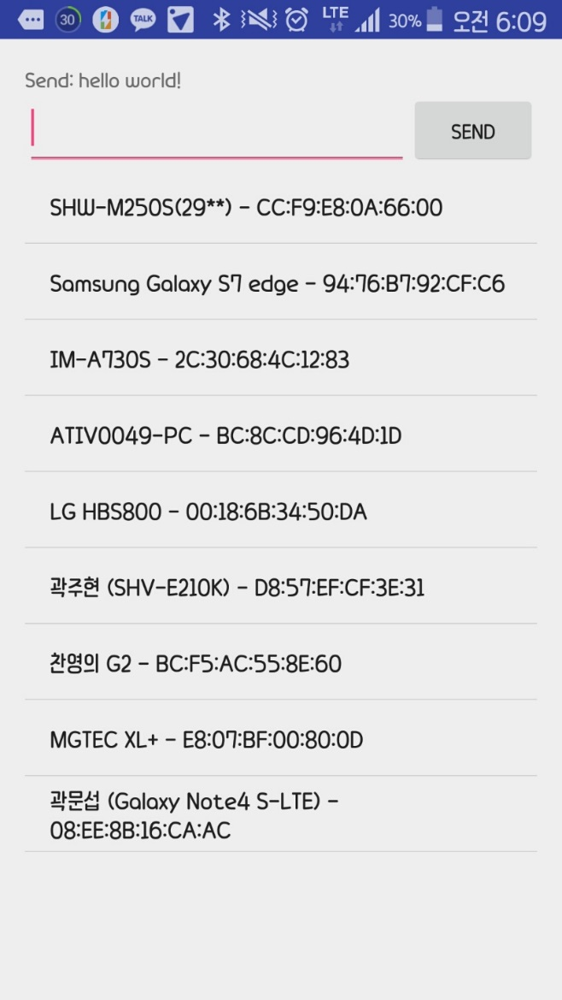 30 TALK LTE 30% 오전 6:09
Send: hello world!
SEND
SHW-M250S(29**) - CC:F9:E8:0A:66:00
Samsung Galaxy S7 edge - 94:76:B7:92:CF:C6
IM-A730S - 2C:30:68:4C:12:83
ATIV0049-PC - BC:8C:CD:96:4D:1D
LG HBS800 - 00:18:6B:34:50:DA
곽주현 (SHV-E210K) - D8:57:EF:CF:3E:31
찬영의 G2 - BC:F5:AC:55:8E:60
MGTEC XL+ - E8:07:BF:00:80:0D
곽문섭 (Galaxy Note4 S-LTE) -
08:EE:8B:16:CA:AC